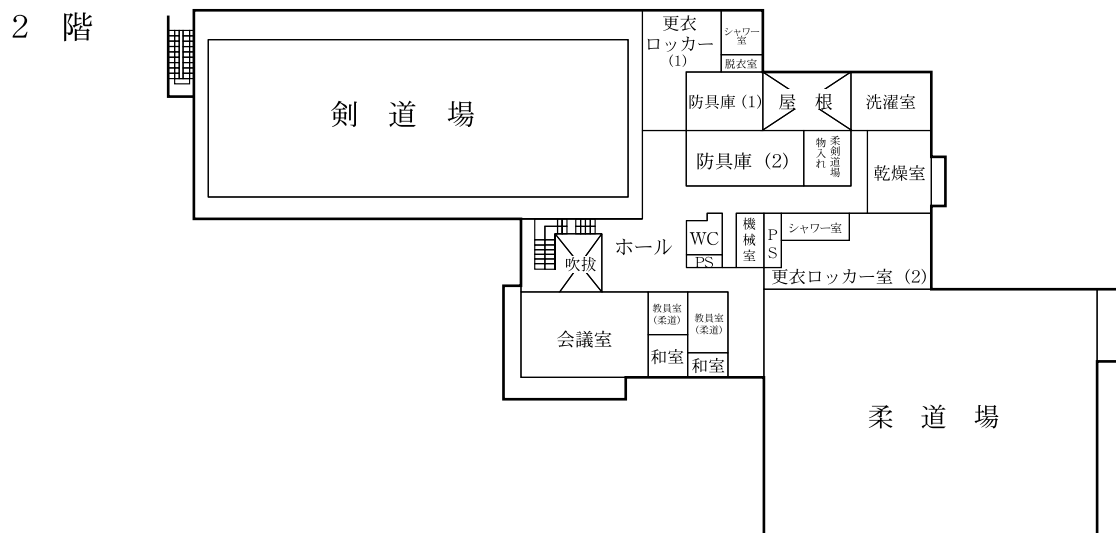 2 階
更衣
ロッカー
(1)
シャワー
室
脱衣室
剣 道 場
防具庫 (1)
屋 根
洗濯室
防具庫 (2)
柔剣道場
物入れ
乾燥室
ホール
WC
PS
機械室
PS
シャワー室
更衣ロッカー室 (2)
吹抜
会議室
教員室
(柔道)
和室
教員室
(柔道)
和室
柔 道 場